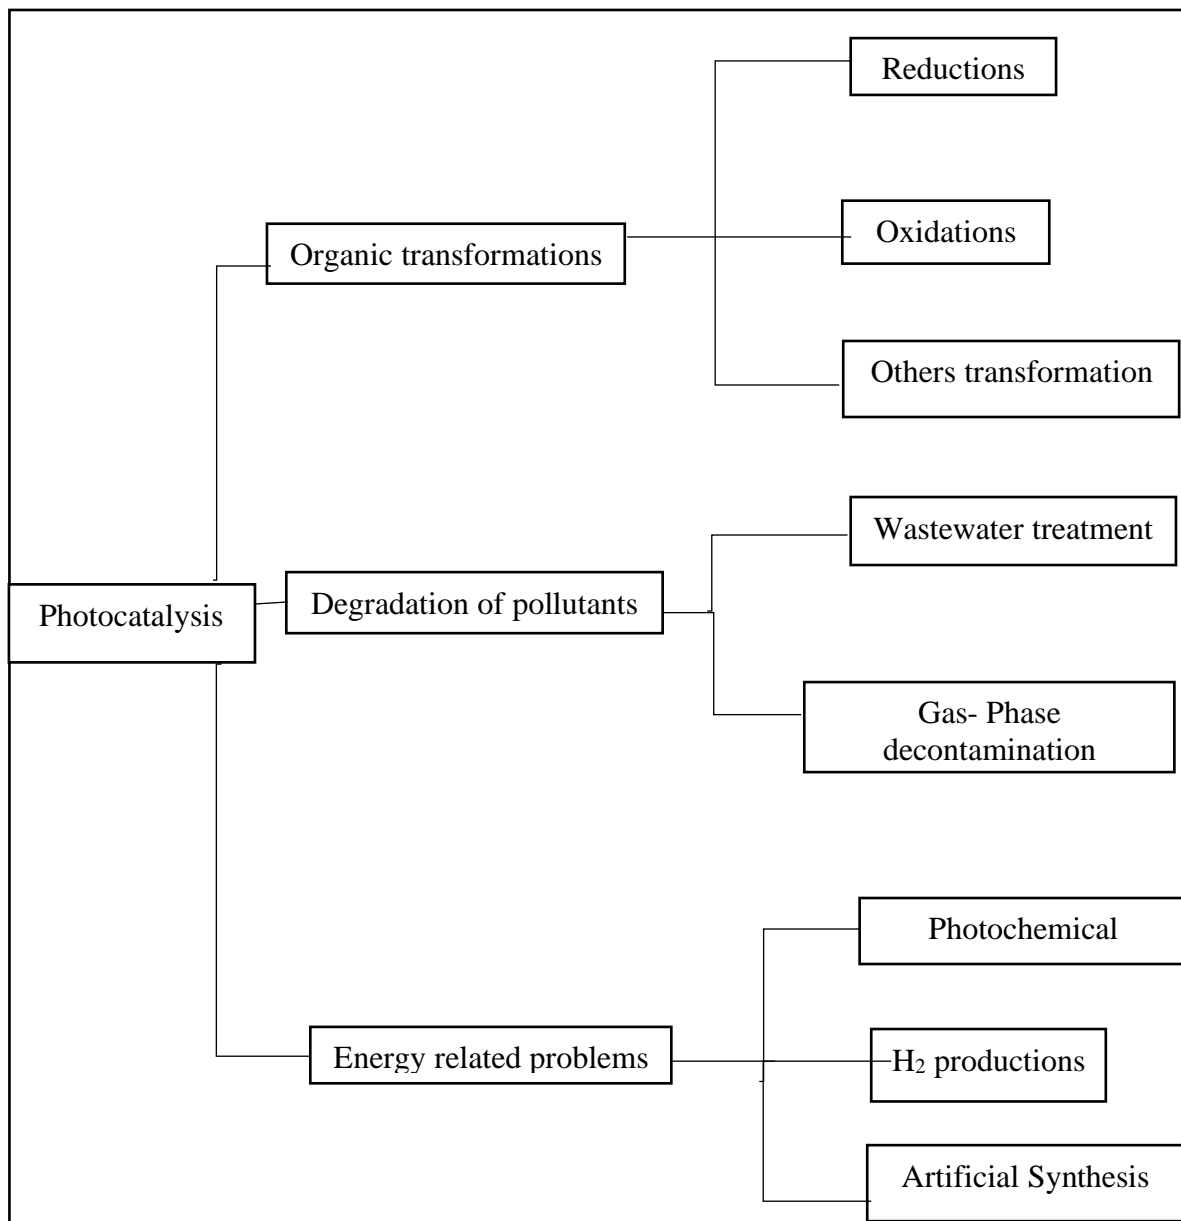 Reductions
Oxidations
Organic transformations
Others transformation
Wastewater treatment
Photocatalysis
Degradation of pollutants
Gas- Phase
decontamination
Photochemical
Energy related problems
H₂ productions
Artificial Synthesis